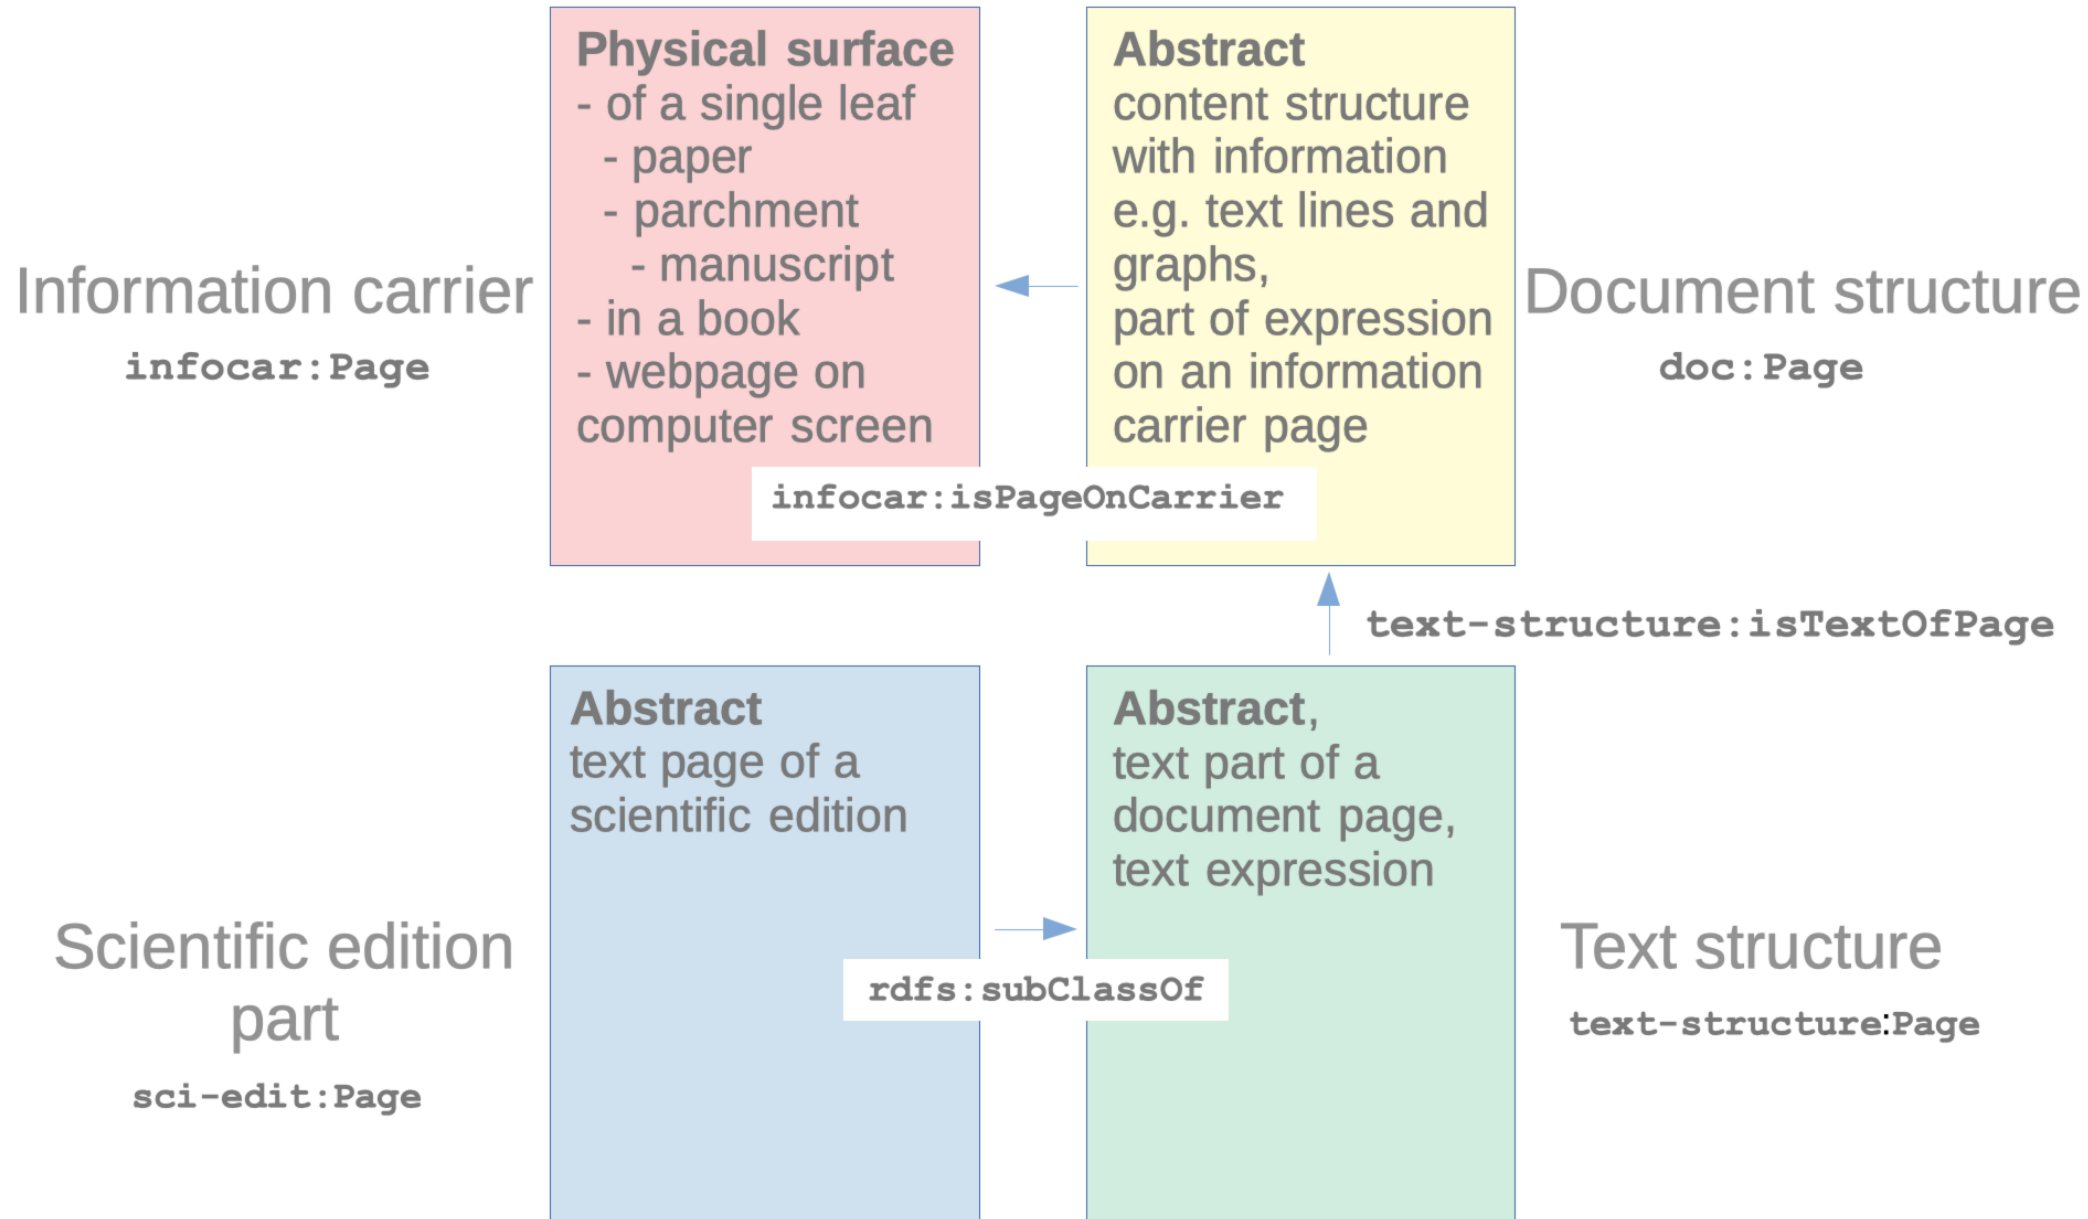 Information carrier
infocar:Page
Physical surface
- of a single leaf
- paper
- parchment
- manuscript
- in a book
- webpage on
computer screen
Abstract
content structure
with information
e.g. text lines and
graphs,
part of expression
on an information
carrier page
Document structure
doc:Page
infocar:isPageOnCarrier
text-structure:isTextOfPage
Scientific edition
part
sci-edit:Page
Abstract
text page of a
scientific edition
rdfs:subClassOf
Abstract,
text part of a
document page,
text expression
Text structure
text-structure:Page